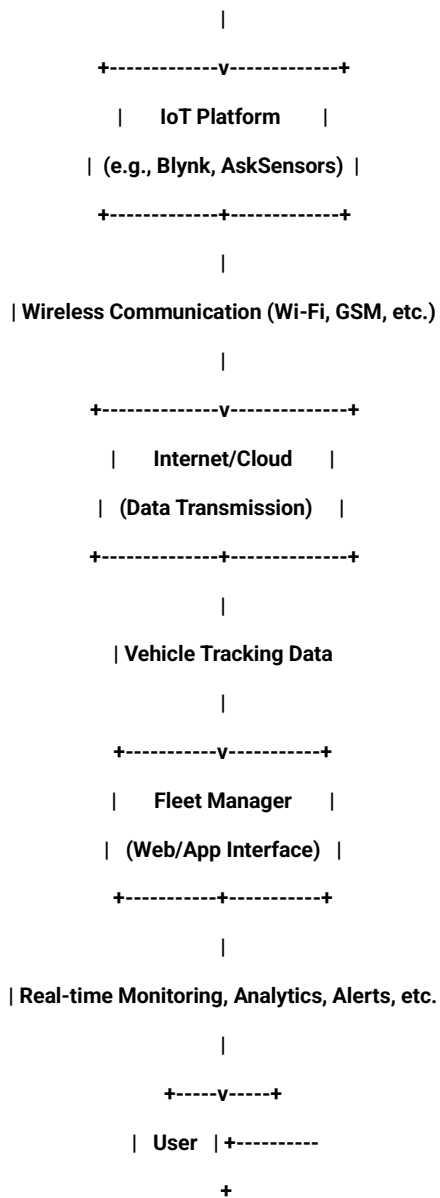 |
+-------------v-------------+
| IoT Platform |
| (e.g., Blynk, AskSensors) |
+-------------+-------------+
|
| Wireless Communication (Wi-Fi, GSM, etc.)
|
+--------------v--------------+
| Internet/Cloud |
| (Data Transmission) |
+--------------+--------------+
|
| Vehicle Tracking Data
|
+-----------v-----------+
| Fleet Manager |
| (Web/App Interface) |
+-----------+-----------+
|
| Real-time Monitoring, Analytics, Alerts, etc.
|
+-----v-----+
| User | +----------
+